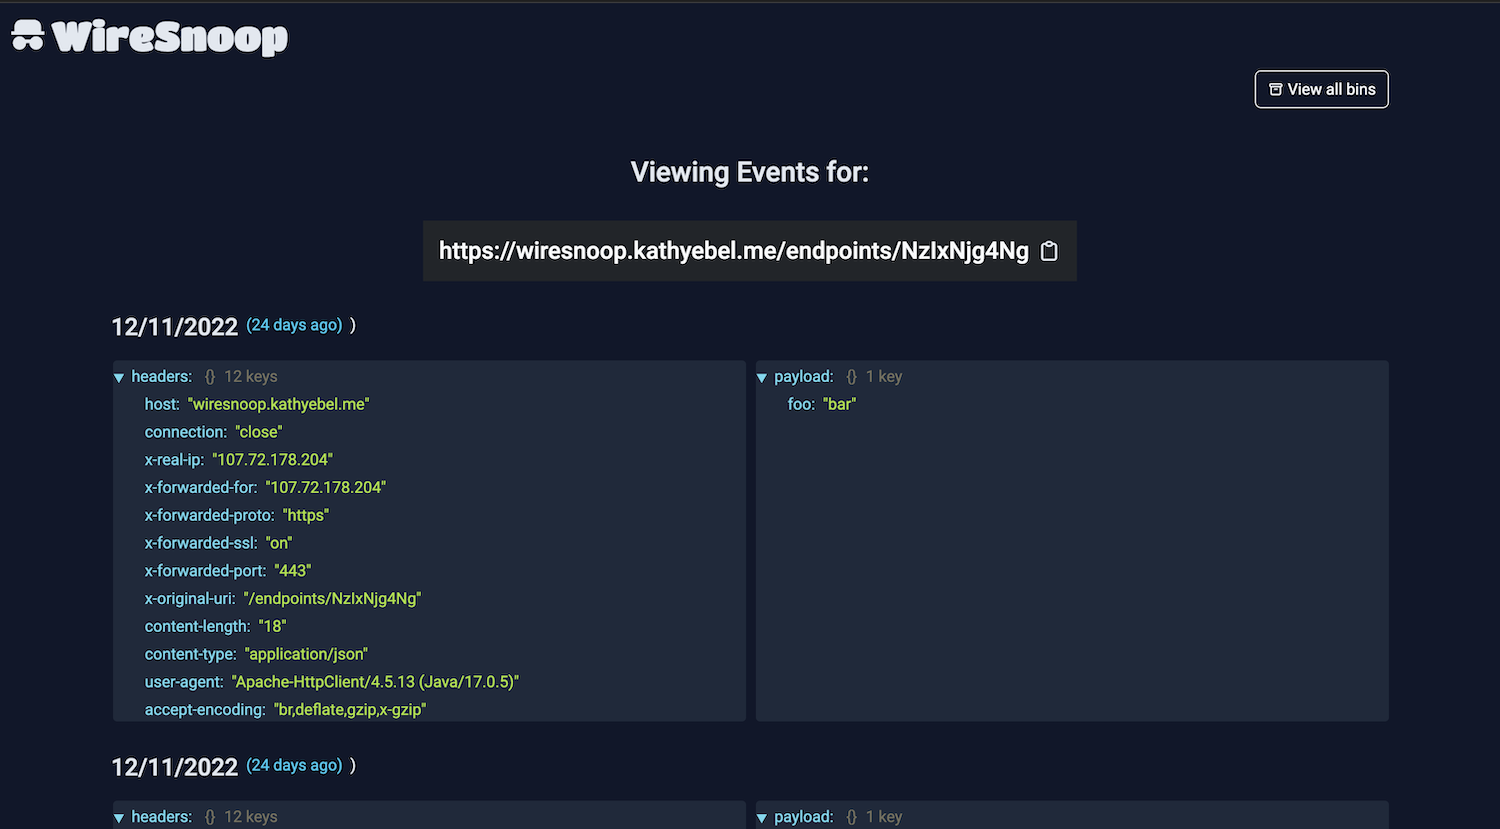 WireSnoop
View all bins
Viewing Events for:
https://wiresnoop.kathyebel.me/endpoints/NzIxNjg4Ng
12/11/2022 (24 days ago) )
headers: {} 12 keys
host: "wiresnoop.kathyebel.me"
connection: "close"
x-real-ip: "107.72.178.204"
x-forwarded-for: "107.72.178.204"
x-forwarded-proto: "https"
x-forwarded-ssl: "on"
x-forwarded-port: "443"
x-original-uri: "/endpoints/NzIxNjg4Ng"
content-length: "18"
content-type: "application/json"
user-agent: "Apache-HttpClient/4.5.13 (Java/17.0.5)"
accept-encoding: "br,deflate,gzip,x-gzip"
payload: {} 1 key
foo: "bar"
12/11/2022 (24 days ago) )
headers: {} 12 keys
payload: {} 1 key